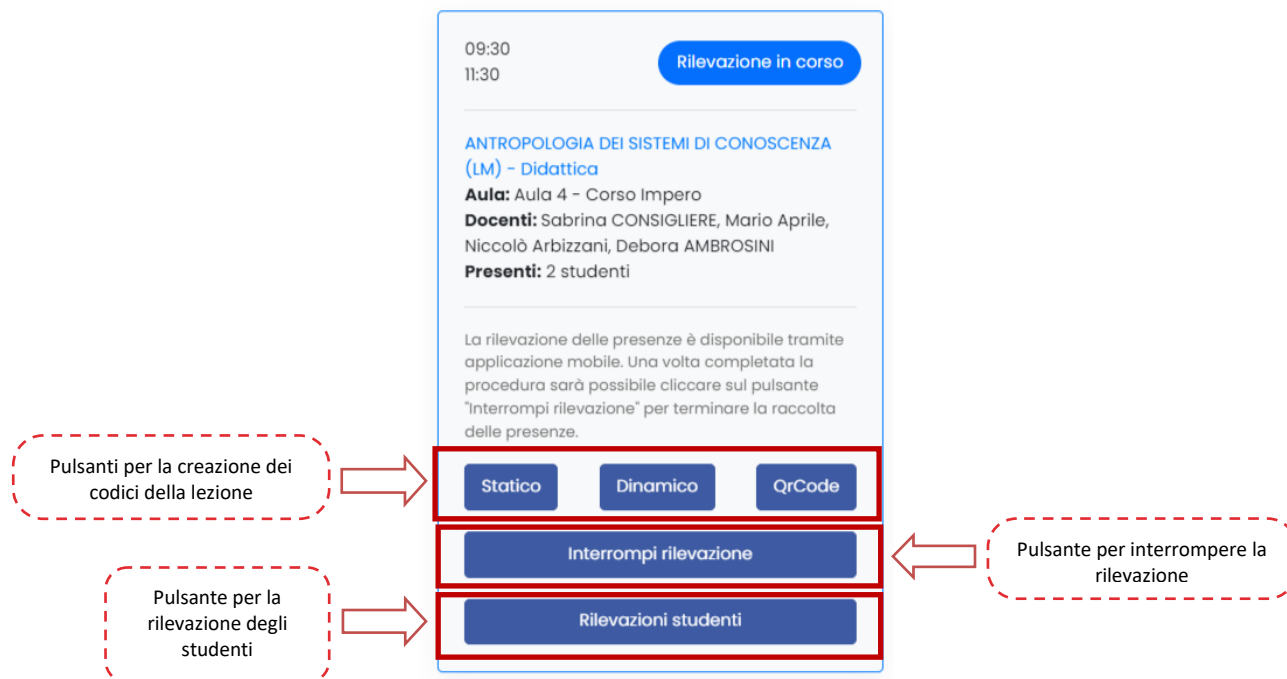 09:30
11:30
Rilevazione in corso
ANTROPOLOGIA DEI SISTEMI DI CONOSCENZA
(LM) - Didattica
Aula: Aula 4 - Corso Impero
Docenti: Sabrina CONSIGLIERE, Mario Aprile,
Niccolò Arbizzani, Debora AMBROSINI
Presenti: 2 studenti
La rilevazione delle presenze è disponibile tramite
applicazione mobile. Una volta completata la
procedura sarà possibile cliccare sul pulsante
"Interrompi rilevazione" per terminare la raccolta
delle presenze.
Pulsanti per la creazione dei
codici della lezione
Statico
Dinamico
QrCode
Interrompi rilevazione
Pulsante per interrompere la
rilevazione
Pulsante per la
rilevazione degli
studenti
Rilevazioni studenti